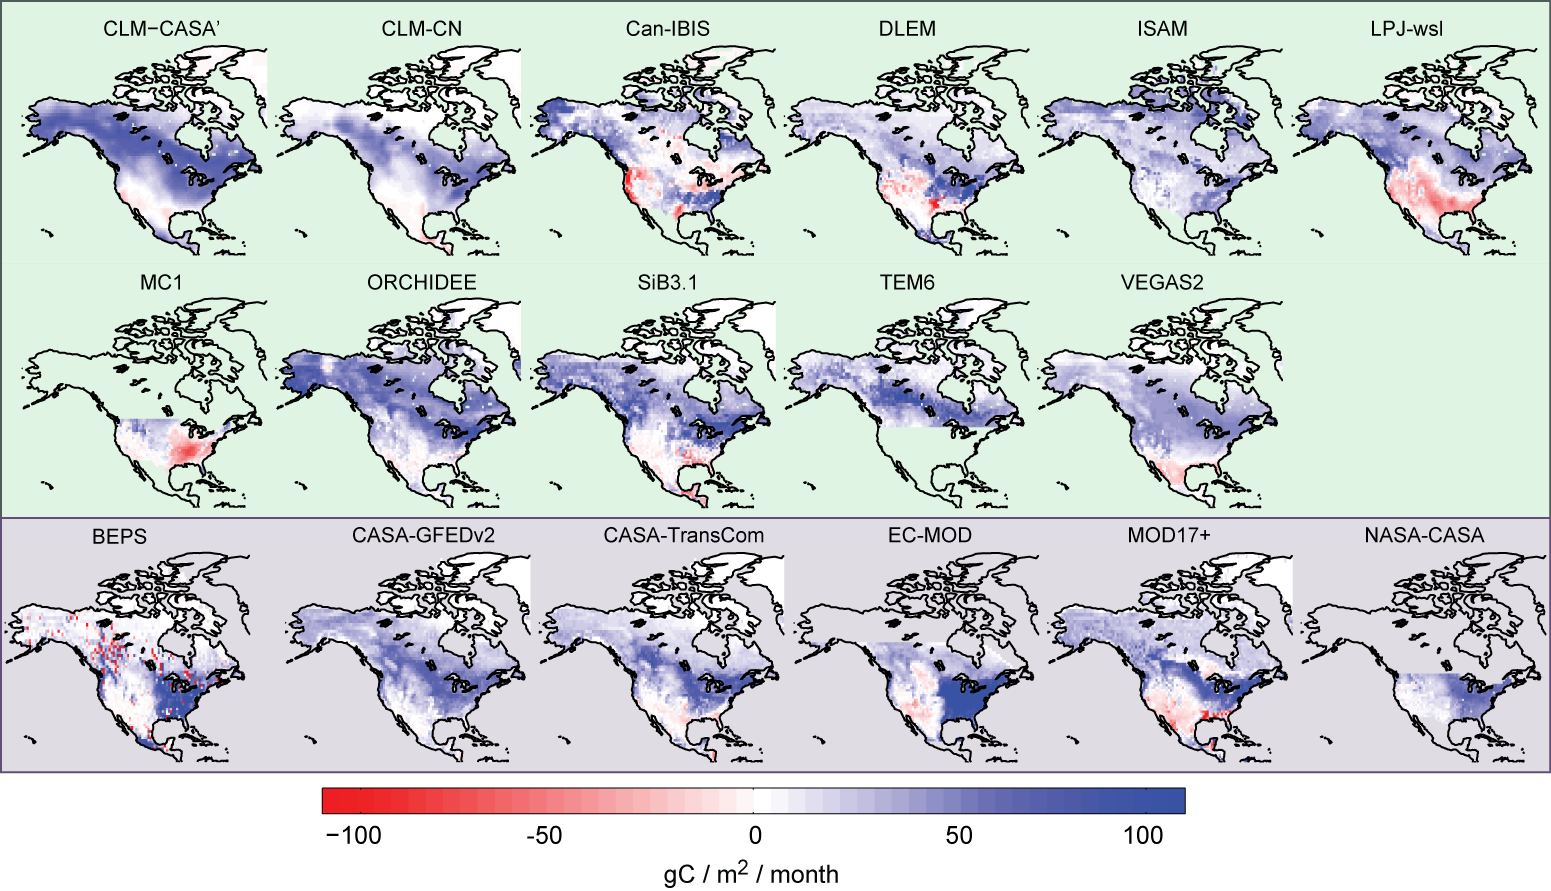 CLM−CASA’ CLM-CN Can-IBIS DLEM ISAM LPJ-wsl
MC1 ORCHIDEE SiB3.1 TEM6 VEGAS2
BEPS CASA-GFEDv2 CASA-TransCom EC-MOD MOD17+ NASA-CASA
−100 -50 0 50 100
gC / m² / month